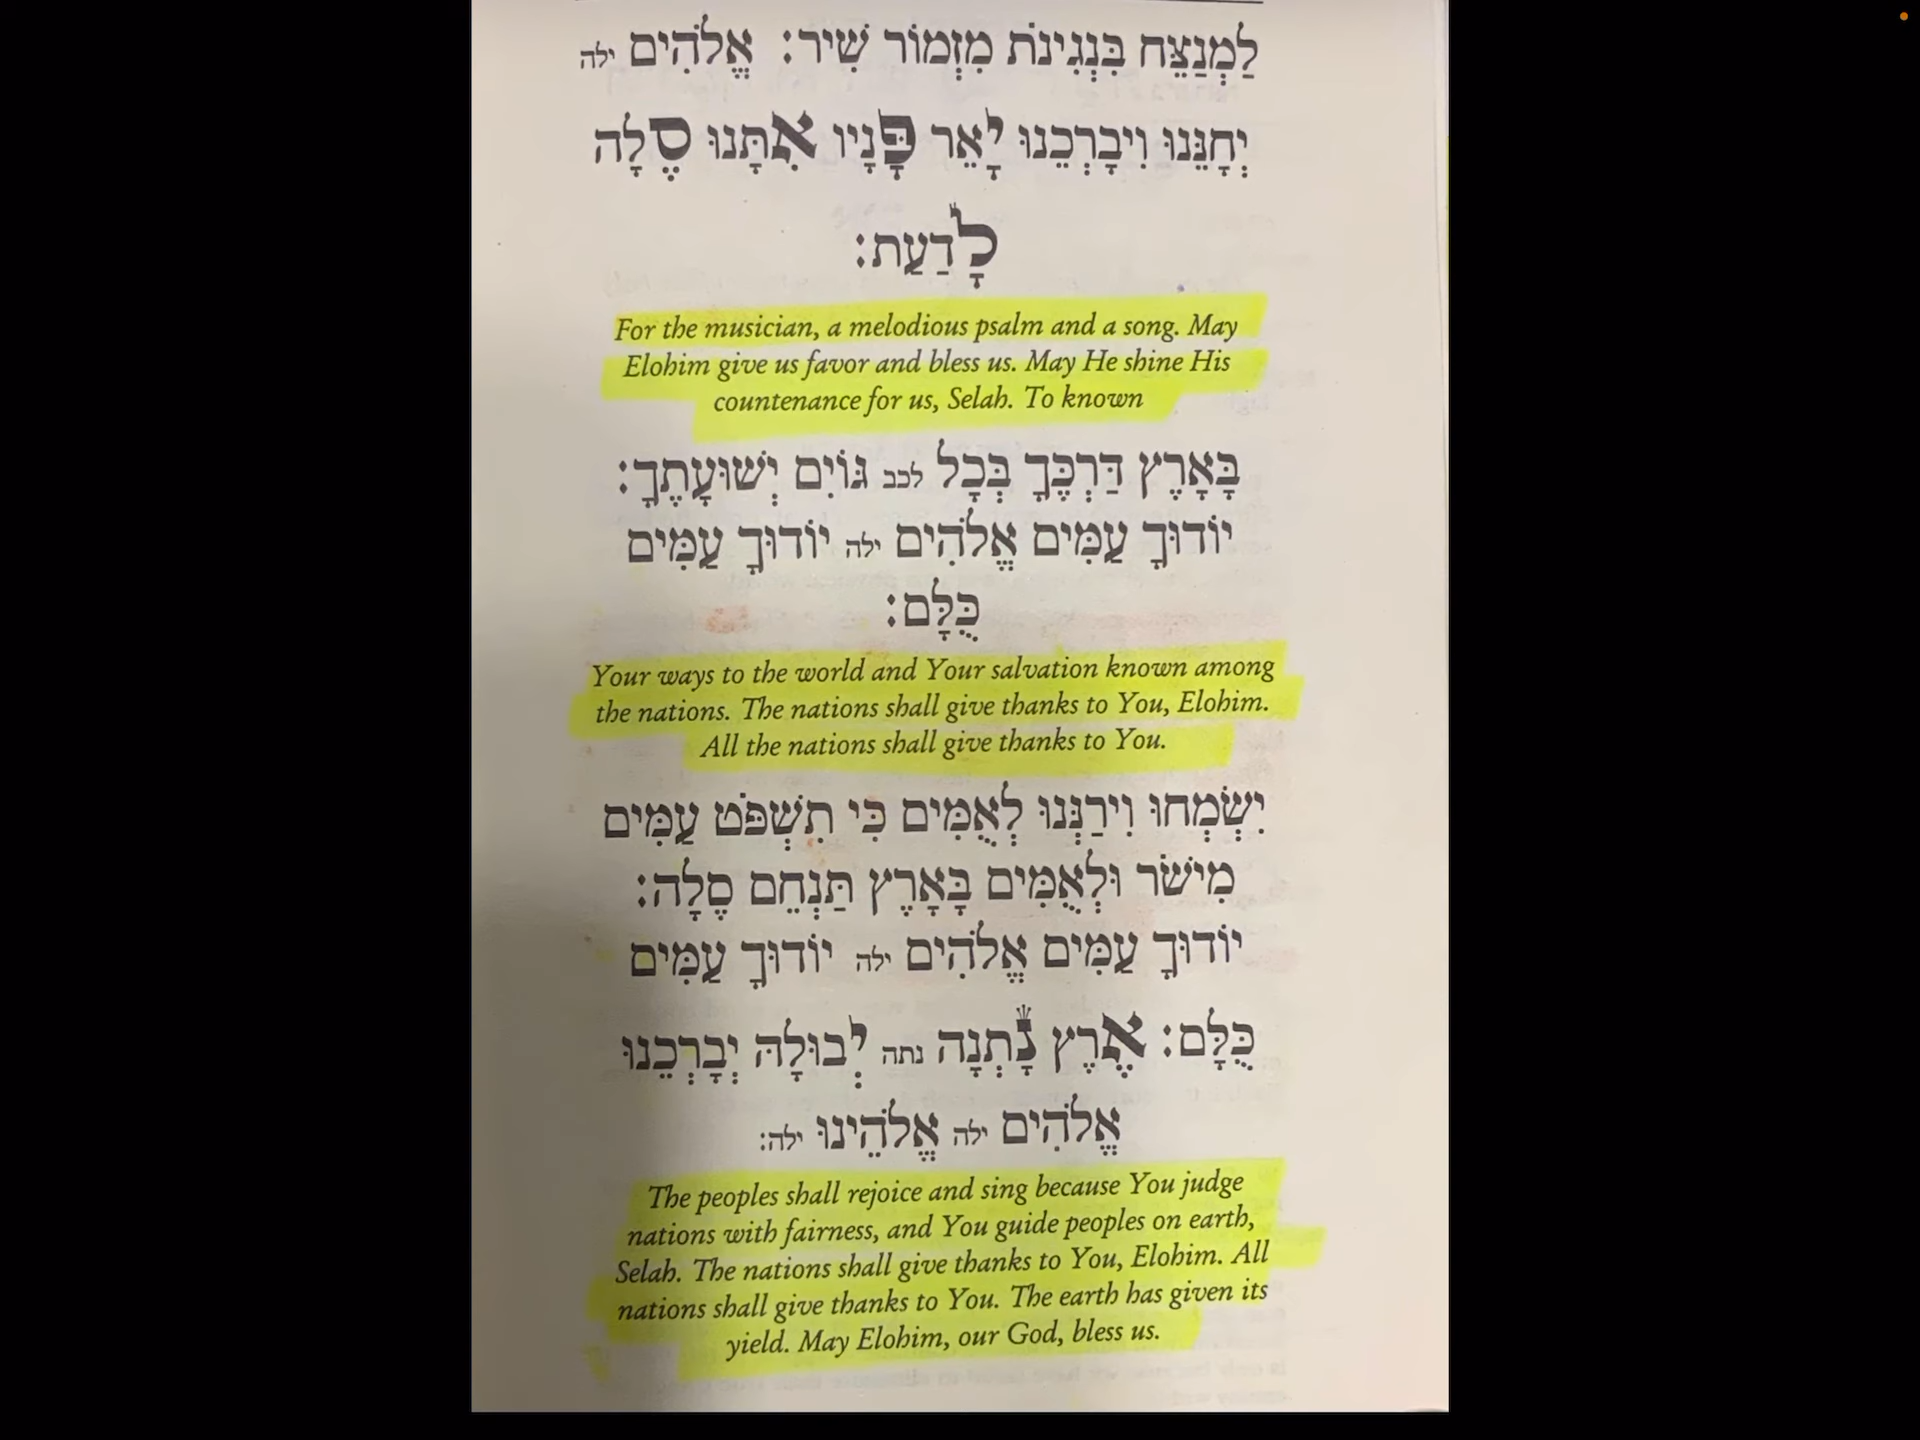 לַמְנַצֵּחַ בִּנְגִינֹת מִזְמוֹר שִׁיר: אֱלֹהִים ילה
יְחָנֵּנוּ וִיבָרְכֵנוּ יָאֵר פָּנָיו אִתָּנוּ סֶלָה
לָדַעַת:
For the musician, a melodious psalm and a song. May
Elohim give us favor and bless us. May He shine His
countenance for us, Selah. To known
בָּאָרֶץ דַּרְכֶּךָ בְּכָל לכב גּוֹיִם יְשׁוּעָתֶךָ:
יוֹדוּךָ עַמִּים אֱלֹהִים ילה יוֹדוּךָ עַמִּים
כֻּלָּם:
Your ways to the world and Your salvation known among
the nations. The nations shall give thanks to You, Elohim.
All the nations shall give thanks to You.
יִשְׂמְחוּ וִירַנְּנוּ לְאֻמִּים כִּי תִשְׁפֹּט עַמִּים
מִישֹׁר וּלְאֻמִּים בָּאָרֶץ תַּנְחֵם סֶלָה:
יוֹדוּךָ עַמִּים אֱלֹהִים ילה יוֹדוּךָ עַמִּים
כֻּלָּם: אֶרֶץ נָתְנָה נתה יְבוּלָהּ יְבָרְכֵנוּ
אֱלֹהִים ילה אֱלֹהֵינוּ ילה:
The peoples shall rejoice and sing because You judge
nations with fairness, and You guide peoples on earth,
Selah. The nations shall give thanks to You, Elohim. All
nations shall give thanks to You. The earth has given its
yield. May Elohim, our God, bless us.